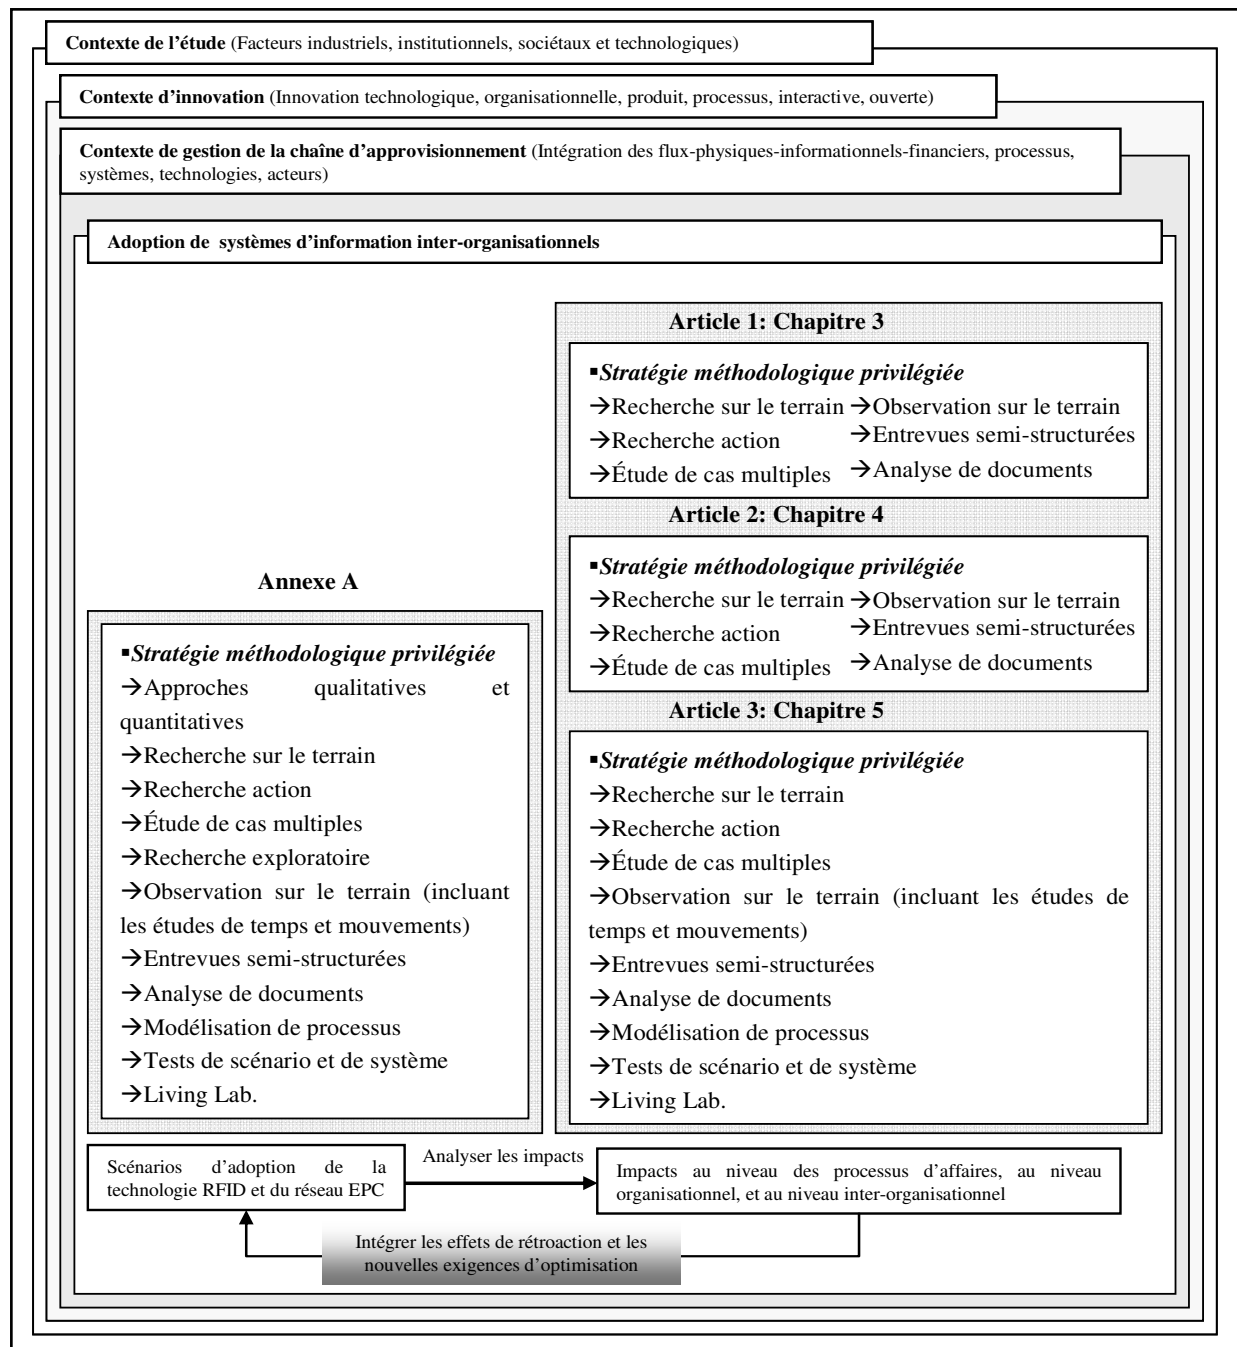 Contexte de l'étude (Facteurs industriels, institutionnels, sociétaux et technologiques)
Contexte d'innovation (Innovation technologique, organisationnelle, produit, processus, interactive, ouverte)
Contexte de gestion de la chaîne d'approvisionnement (Intégration des flux-physiques-informationnels-financiers, processus,
systèmes, technologies, acteurs)
Adoption de systèmes d'information inter-organisationnels
Article 1: Chapitre 3
▪Stratégie méthodologique privilégiée
→Recherche sur le terrain →Observation sur le terrain
→Recherche action →Entrevues semi-structurées
→Étude de cas multiples →Analyse de documents
Article 2: Chapitre 4
▪Stratégie méthodologique privilégiée
→Recherche sur le terrain →Observation sur le terrain
→Recherche action →Entrevues semi-structurées
→Étude de cas multiples →Analyse de documents
Annexe A
▪Stratégie méthodologique privilégiée
→Approches qualitatives et
quantitatives
→Recherche sur le terrain
→Recherche action
→Étude de cas multiples
→Recherche exploratoire
→Observation sur le terrain (incluant
les études de temps et mouvements)
→Entrevues semi-structurées
→Analyse de documents
→Modélisation de processus
→Tests de scénario et de système
→Living Lab.
Article 3: Chapitre 5
▪Stratégie méthodologique privilégiée
→Recherche sur le terrain
→Recherche action
→Étude de cas multiples
→Observation sur le terrain (incluant les études de
temps et mouvements)
→Entrevues semi-structurées
→Analyse de documents
→Modélisation de processus
→Tests de scénario et de système
→Living Lab.
Scénarios d'adoption de la
technologie RFID et du réseau EPC
Analyser les impacts
Impacts au niveau des processus d'affaires, au niveau
organisationnel, et au niveau inter-organisationnel
Intégrer les effets de rétroaction et les
nouvelles exigences d'optimisation